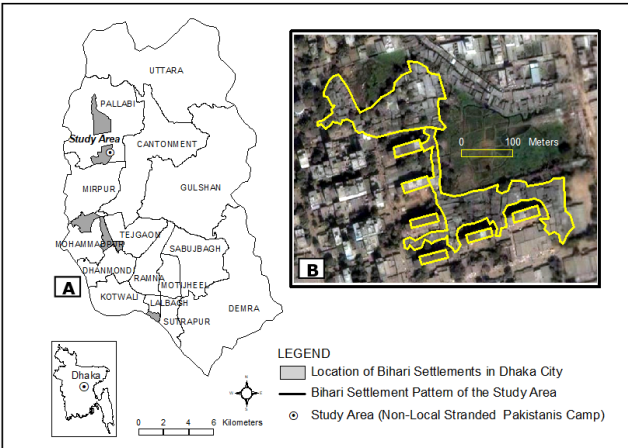 UTTARA
PALLABI
Study Area
CANTONMENT
MIRPUR
GULSHAN
TEJGAON
MOHAMMADPUR
SABUJBAGH
DHANMONDI
RAMNA
MOTIJHEEL
A
KOTWALI
LALBAGH
DEMRA
SUTRAPUR
Dhaka
0 2 4 6 Kilometers
0 100 Meters
B
LEGEND
Location of Bihari Settlements in Dhaka City
Bihari Settlement Pattern of the Study Area
Study Area (Non-Local Stranded Pakistanis Camp)